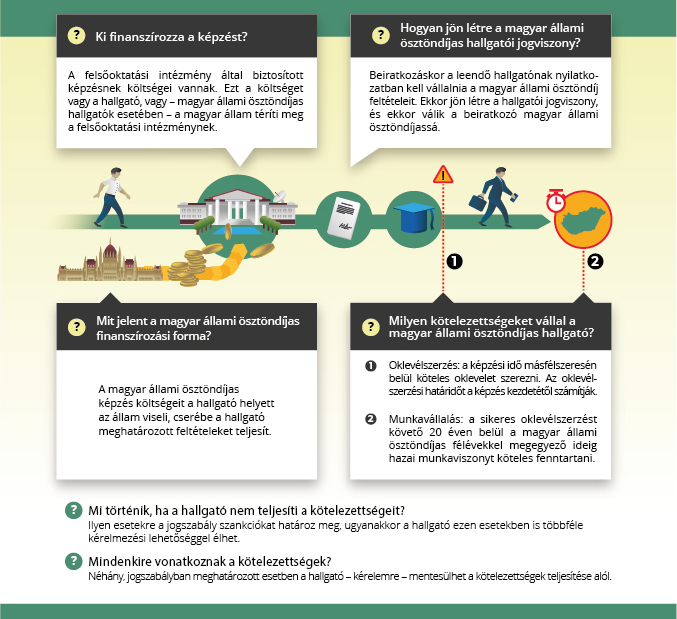 ? Ki finanszírozza a képzést?
A felsőoktatási intézmény által biztosított
képzésnek költségei vannak. Ezt a költséget
vagy a hallgató, vagy – magyar állami ösztöndíjas
hallgatók esetében – a magyar állam téríti meg
a felsőoktatási intézménynek.
? Hogyan jön létre a magyar állami
ösztöndíjas hallgatói jogviszony?
Beiratkozáskor a leendő hallgatónak nyilatko-
zatban kell vállalnia a magyar állami ösztöndíj
feltételeit. Ekkor jön létre a hallgatói jogviszony,
és ekkor válik a beiratkozó magyar állami
ösztöndíjassá.
!
1
2
? Mit jelent a magyar állami ösztöndíjas
finanszírozási forma?
A magyar állami ösztöndíjas
képzés költségeit a hallgató helyett
az állam viseli, cserébe a hallgató
meghatározott feltételeket teljesít.
? Milyen kötelezettségeket vállal a
magyar állami ösztöndíjas hallgató?
1 Oklevélszerzés: a képzési idő másfélszeresén
belül köteles oklevelet szerezni. Az oklevél-
szerzési határidőt a képzés kezdetétől számítják.
2 Munkavállalás: a sikeres oklevélszerzést
követő 20 éven belül a magyar állami
ösztöndíjas félévekkel megegyező ideig
hazai munkaviszonyt köteles fenntartani.
? Mi történik, ha a hallgató nem teljesíti a kötelezettségeit?
Ilyen esetekre a jogszabály szankciókat határoz meg, ugyanakkor a hallgató ezen esetekben is többféle
kérelmezési lehetőséggel élhet.
? Mindenkire vonatkoznak a kötelezettségek?
Néhány, jogszabályban meghatározott esetben a hallgató – kérelemre – mentesülhet a kötelezettségek teljesítése alól.